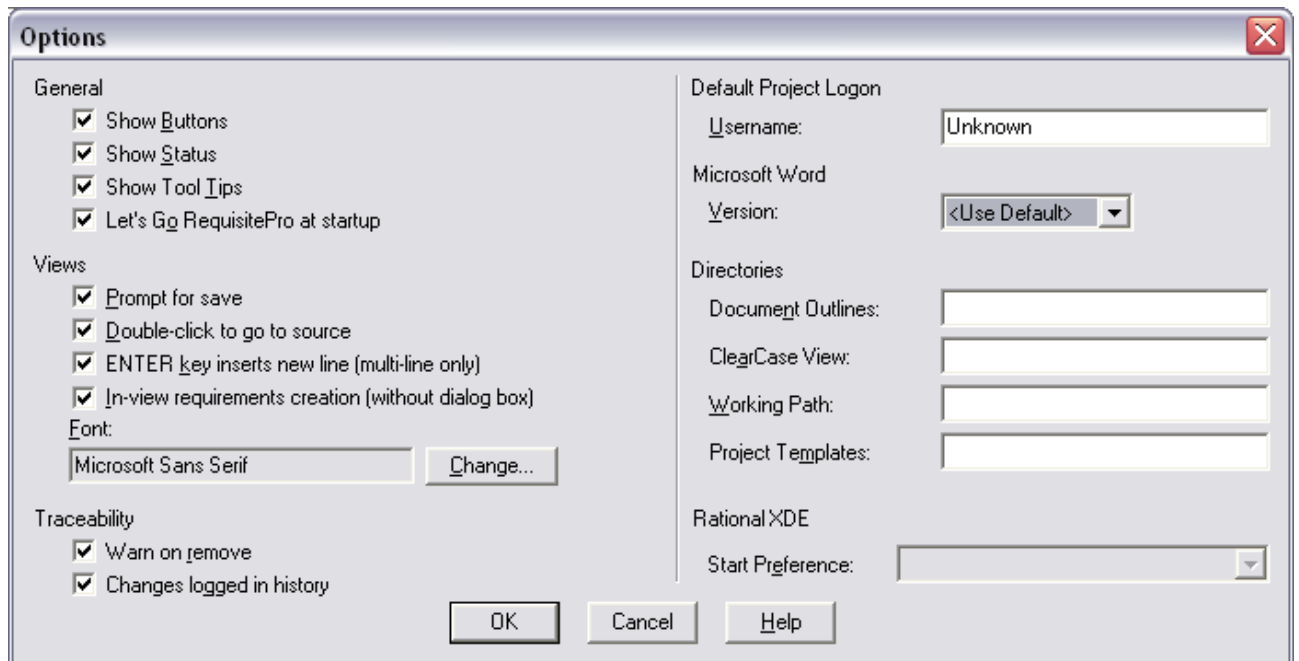 Options
General
Show Buttons
Show Status
Show Tool Tips
Let's Go RequisitePro at startup
Views
Prompt for save
Double-click to go to source
ENTER key inserts new line (multi-line only)
In-view requirements creation (without dialog box)
Font:
Microsoft Sans Serif
Change...
Traceability
Warn on remove
Changes logged in history
Default Project Logon
Username: Unknown
Microsoft Word
Version: <Use Default>
Directories
Document Outlines:
ClearCase View:
Working Path:
Project Templates:
Rational XDE
Start Preference:
OK Cancel Help